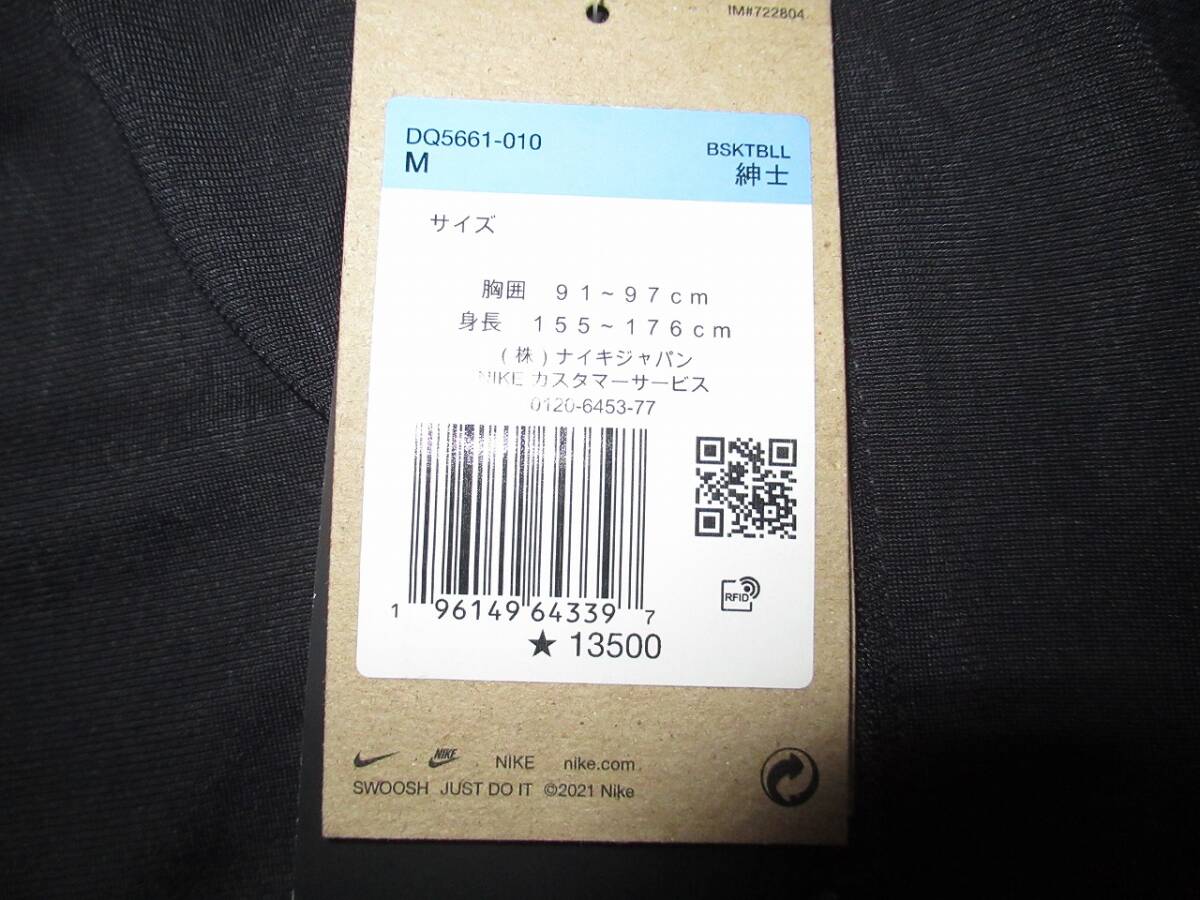 IM#722804
DQ5661-010
M
BSKTBLL
紳士
サイズ
胸囲 91~97cm
身長 155~176cm
(株)ナイキジャパン
NIKE カスタマーサービス
0120-6453-77
1 96149 64339 7
★ 13500
RFID
NIKE NIKE nike.com
SWOOSH JUST DO IT ©2021 Nike